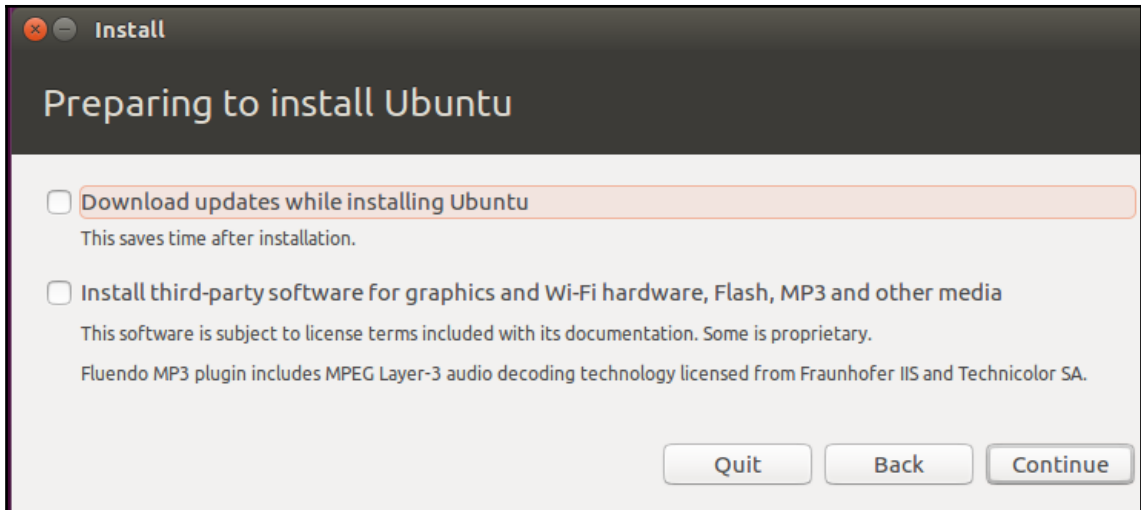 Install
Preparing to install Ubuntu
Download updates while installing Ubuntu
This saves time after installation.
Install third-party software for graphics and Wi-Fi hardware, Flash, MP3 and other media
This software is subject to license terms included with its documentation. Some is proprietary.
Fluendo MP3 plugin includes MPEG Layer-3 audio decoding technology licensed from Fraunhofer IIS and Technicolor SA.
Quit Back Continue